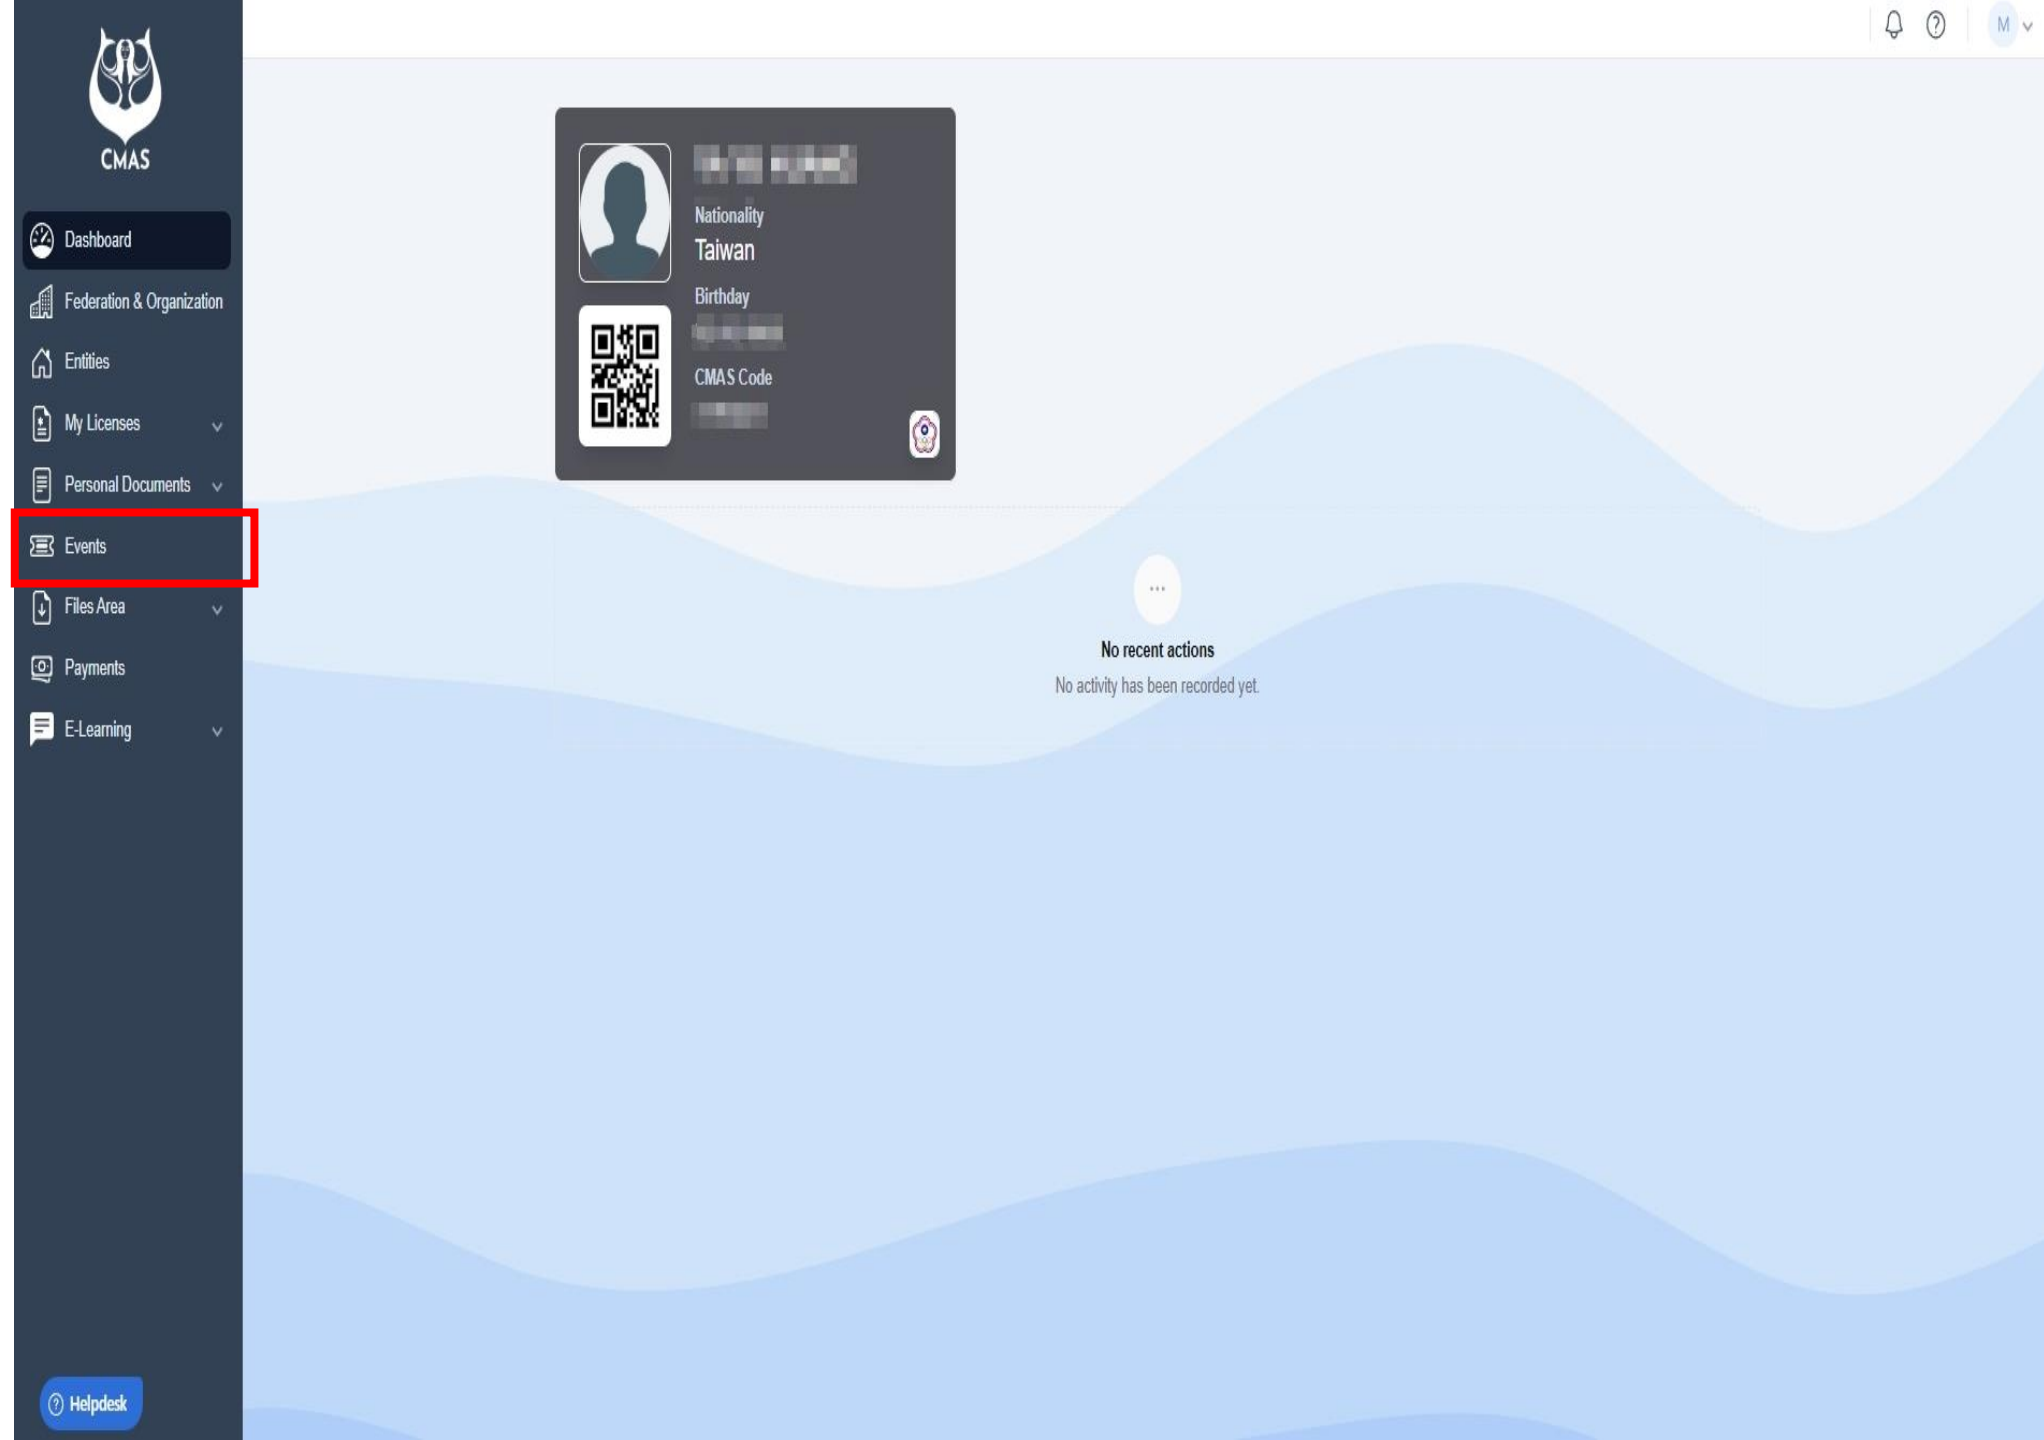 M
CMAS
Dashboard
Federation & Organization
Entities
My Licenses
Personal Documents
Events
Files Area
Payments
E-Learning
Helpdesk
Nationality
Taiwan
Birthday
CMAS Code
No recent actions
No activity has been recorded yet.